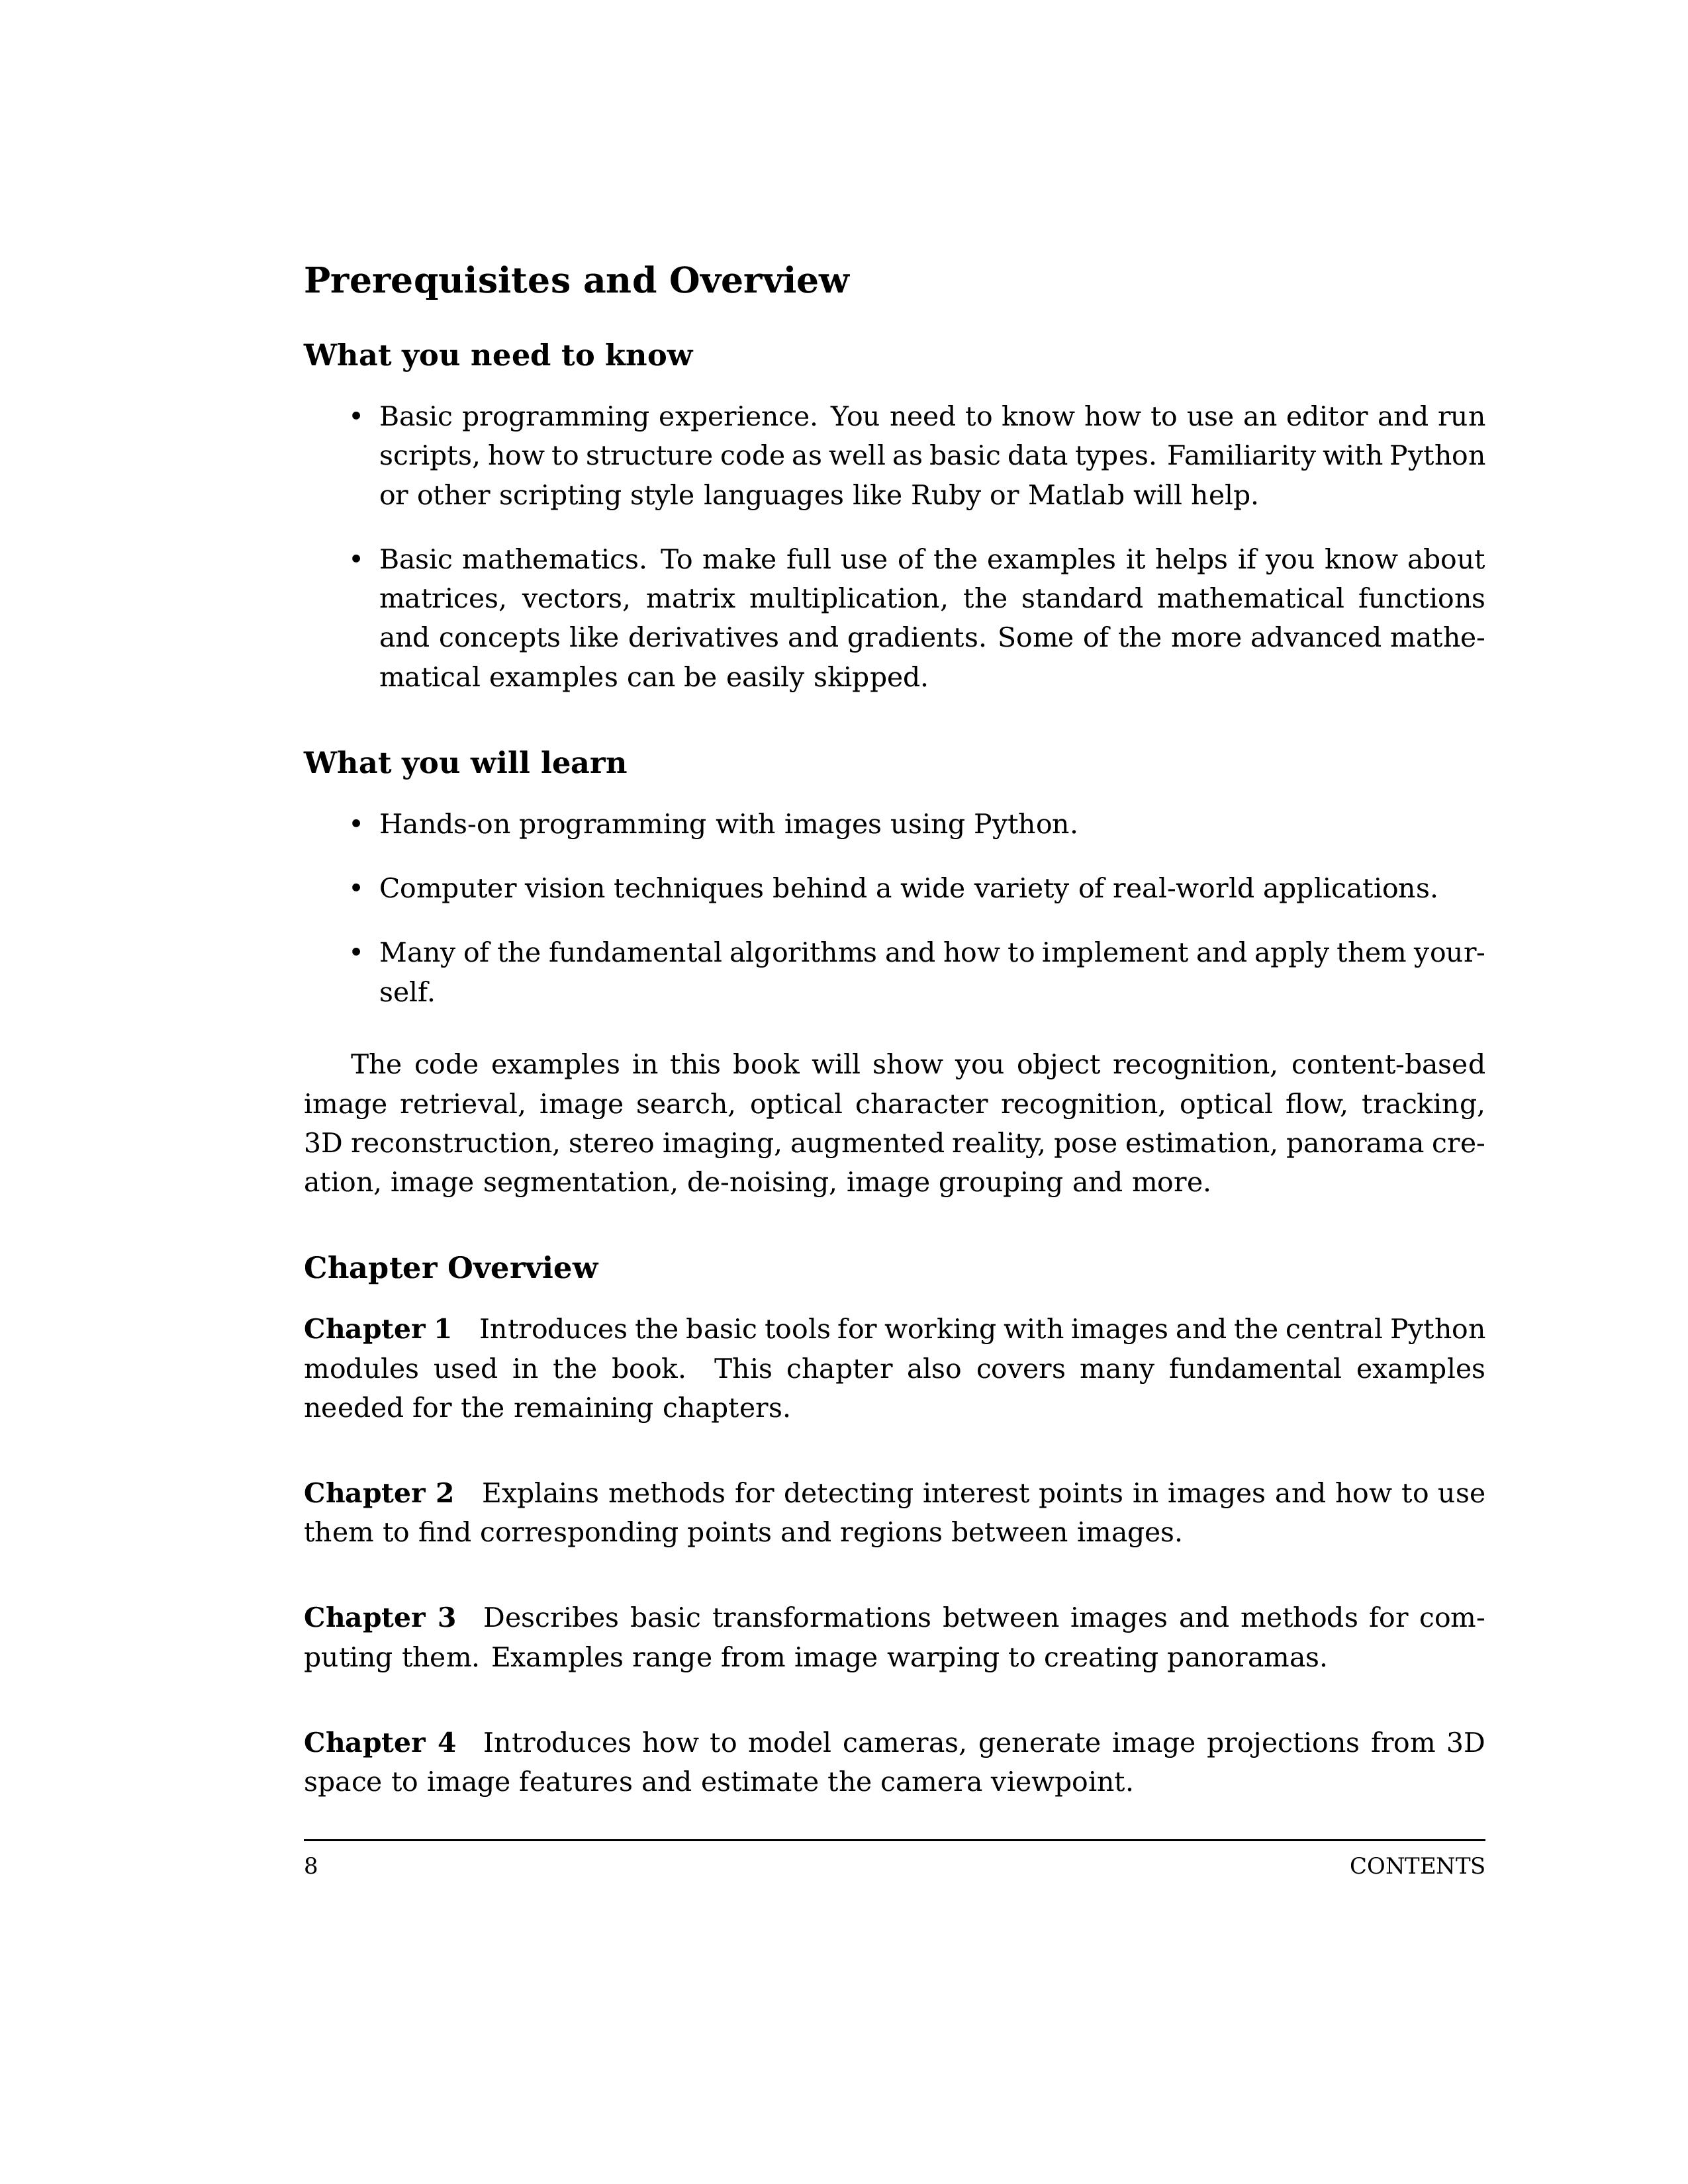 Prerequisites and Overview
What you need to know
• Basic programming experience. You need to know how to use an editor and run
scripts, how to structure code as well as basic data types. Familiarity with Python
or other scripting style languages like Ruby or Matlab will help.
• Basic mathematics. To make full use of the examples it helps if you know about
matrices, vectors, matrix multiplication, the standard mathematical functions
and concepts like derivatives and gradients. Some of the more advanced mathe-
matical examples can be easily skipped.
What you will learn
• Hands-on programming with images using Python.
• Computer vision techniques behind a wide variety of real-world applications.
• Many of the fundamental algorithms and how to implement and apply them your-
self.
The code examples in this book will show you object recognition, content-based
image retrieval, image search, optical character recognition, optical flow, tracking,
3D reconstruction, stereo imaging, augmented reality, pose estimation, panorama cre-
ation, image segmentation, de-noising, image grouping and more.
Chapter Overview
Chapter 1 Introduces the basic tools for working with images and the central Python
modules used in the book. This chapter also covers many fundamental examples
needed for the remaining chapters.
Chapter 2 Explains methods for detecting interest points in images and how to use
them to find corresponding points and regions between images.
Chapter 3 Describes basic transformations between images and methods for com-
puting them. Examples range from image warping to creating panoramas.
Chapter 4 Introduces how to model cameras, generate image projections from 3D
space to image features and estimate the camera viewpoint.
8 CONTENTS